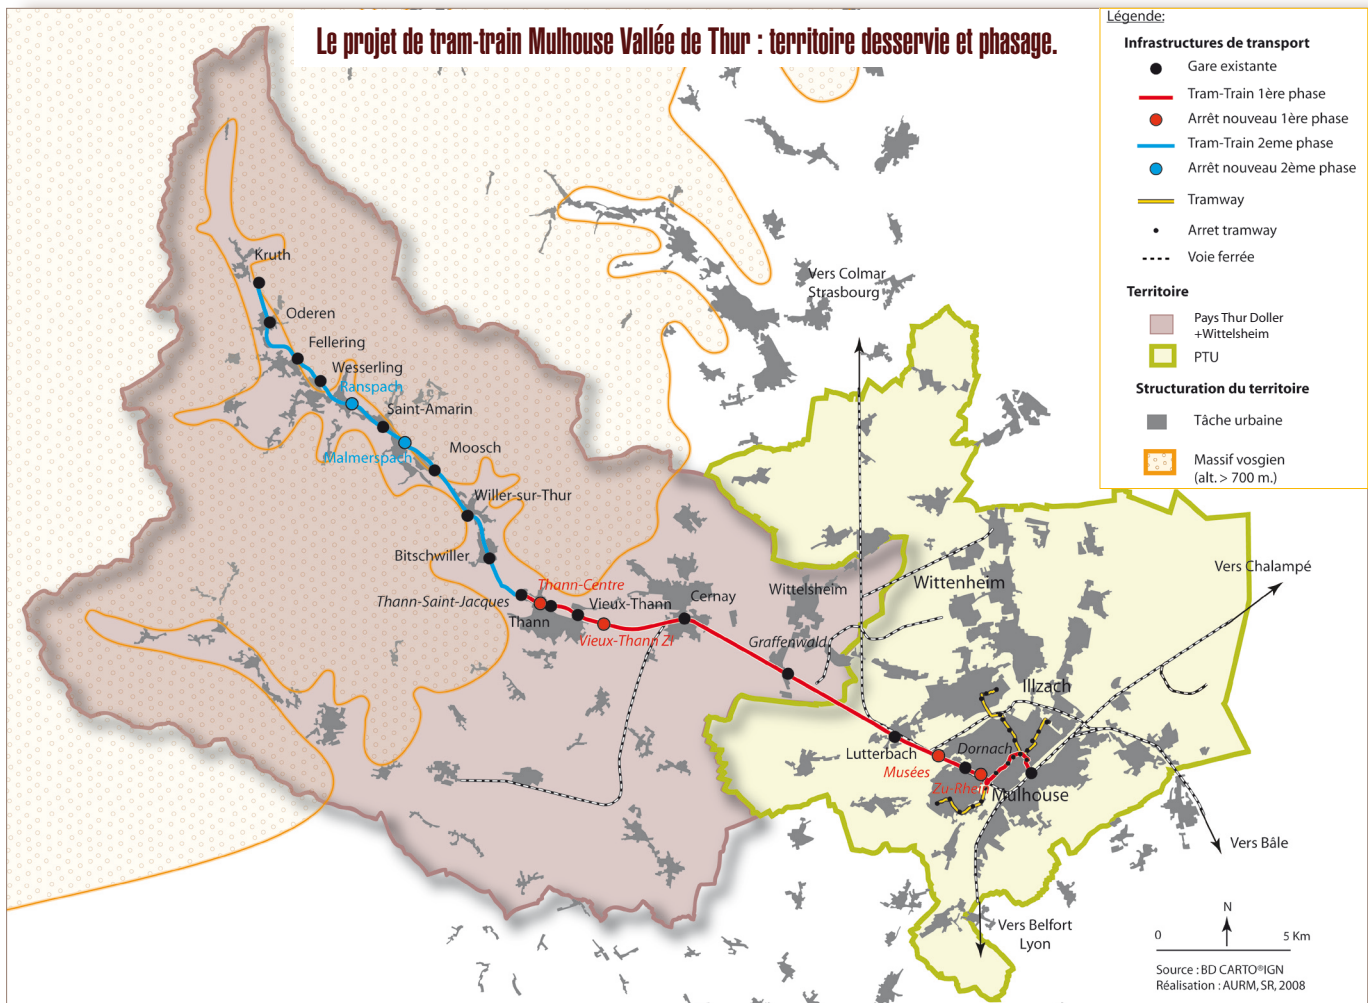 Le projet de tram-train Mulhouse Vallée de Thur : territoire desservie et phasage.
Légende:
Infrastructures de transport
Gare existante
Tram-Train 1ère phase
Arrêt nouveau 1ère phase
Tram-Train 2eme phase
Arrêt nouveau 2ème phase
Tramway
Arret tramway
Voie ferrée
Territoire
Pays Thur Doller
+Wittelsheim
PTU
Structuration du territoire
Tâche urbaine
Massif vosgien
(alt. > 700 m.)
Kruth
Oderen
Fellering
Wesserling
Ranspach
Saint-Amarin
Malmerspach
Moosch
Willer-sur-Thur
Bitschwiller
Thann-Saint-Jacques
Thann-Centre
Thann
Vieux-Thann
Vieux-Thann ZI
Cernay
Wittelsheim
Graffenwald
Vers Colmar
Strasbourg
Wittenheim
Vers Chalampé
Illzach
Lutterbach
Dornach
Musées
Zu-Rhein
Mulhouse
Vers Bâle
Vers Belfort
Lyon
N
0 5 Km
Source : BD CARTO®IGN
Réalisation : AURM, SR, 2008